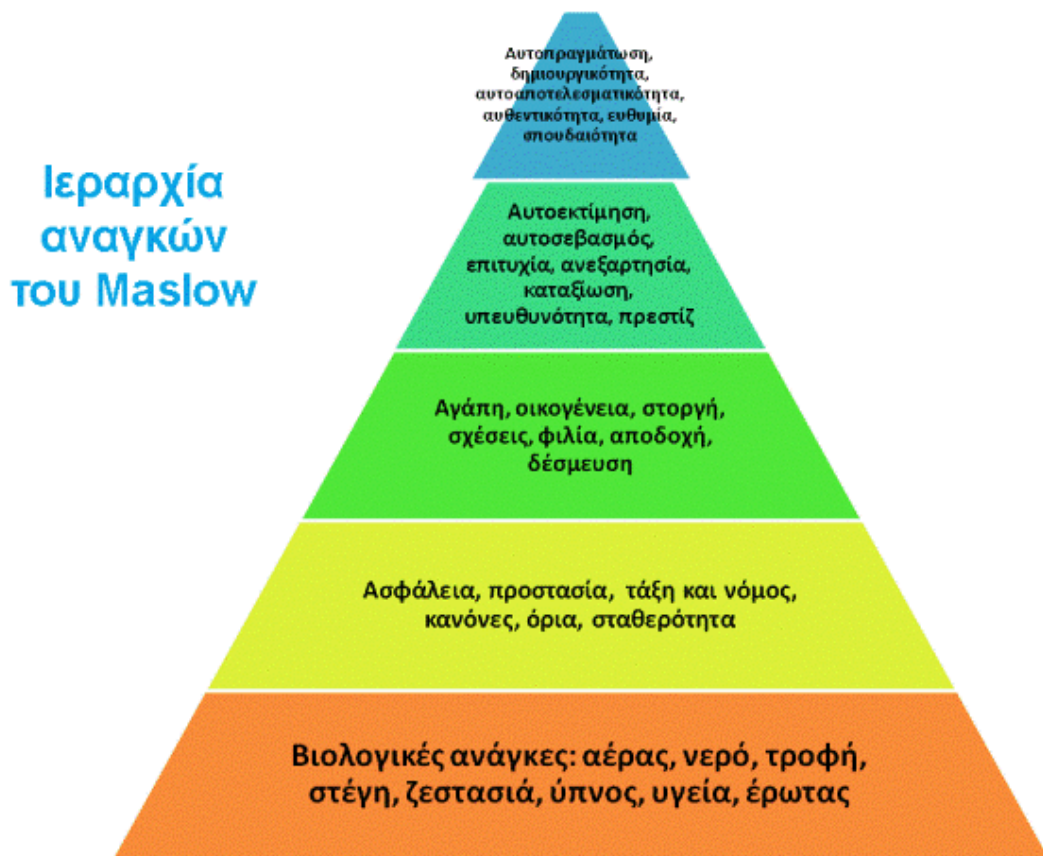 Ιεραρχία
αναγκών
του Maslow
Αυτοπραγμάτωση,
δημιουργικότητα,
αυτοαποτελεσματικότητα,
αυθεντικότητα, ευθυμία,
σπουδαιότητα
Αυτοεκτίμηση,
αυτοσεβασμός,
επιτυχία, ανεξαρτησία,
καταξίωση,
υπευθυνότητα, πρεστίζ
Αγάπη, οικογένεια, στοργή,
σχέσεις, φιλία, αποδοχή,
δέσμευση
Ασφάλεια, προστασία, τάξη και νόμος,
κανόνες, όρια, σταθερότητα
Βιολογικές ανάγκες: αέρας, νερό, τροφή,
στέγη, ζεστασιά, ύπνος, υγεία, έρωτας